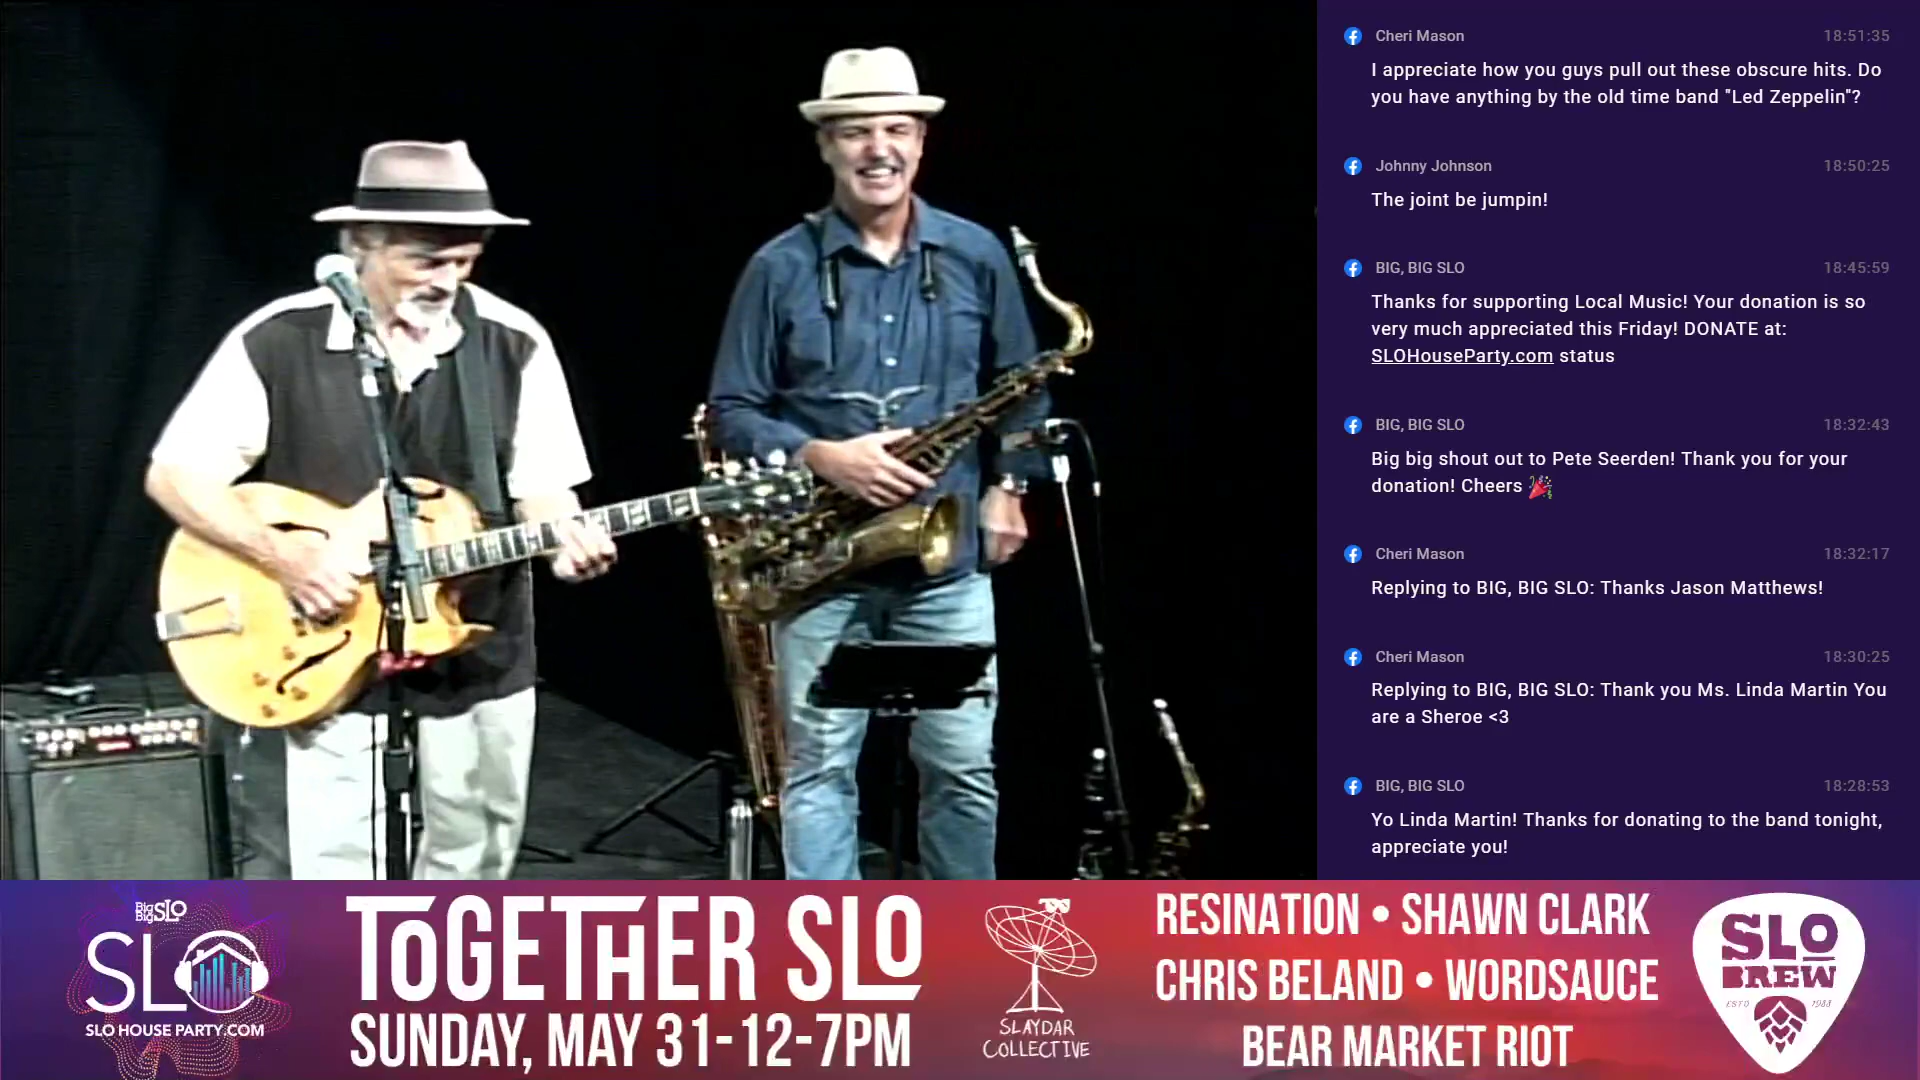 Cheri Mason 18:51:35
I appreciate how you guys pull out these obscure hits. Do
you have anything by the old time band "Led Zeppelin"?
Johnny Johnson 18:50:25
The joint be jumpin!
BIG, BIG SLO 18:45:59
Thanks for supporting Local Music! Your donation is so
very much appreciated this Friday! DONATE at:
SLOHouseParty.com status
BIG, BIG SLO 18:32:43
Big big shout out to Pete Seerden! Thank you for your
donation! Cheers 🎉
Cheri Mason 18:32:17
Replying to BIG, BIG SLO: Thanks Jason Matthews!
Cheri Mason 18:30:25
Replying to BIG, BIG SLO: Thank you Ms. Linda Martin You
are a Sheroe <3
BIG, BIG SLO 18:28:53
Yo Linda Martin! Thanks for donating to the band tonight,
appreciate you!
Big Big SLO
SLO
SLO HOUSE PARTY.COM
TOGETHER SLO
SUNDAY, MAY 31-12-7PM
SLAYDAR
COLLECTIVE
RESINATION • SHAWN CLARK
CHRIS BELAND • WORDSAUCE
BEAR MARKET RIOT
SLO
BREW
ESTD 1988